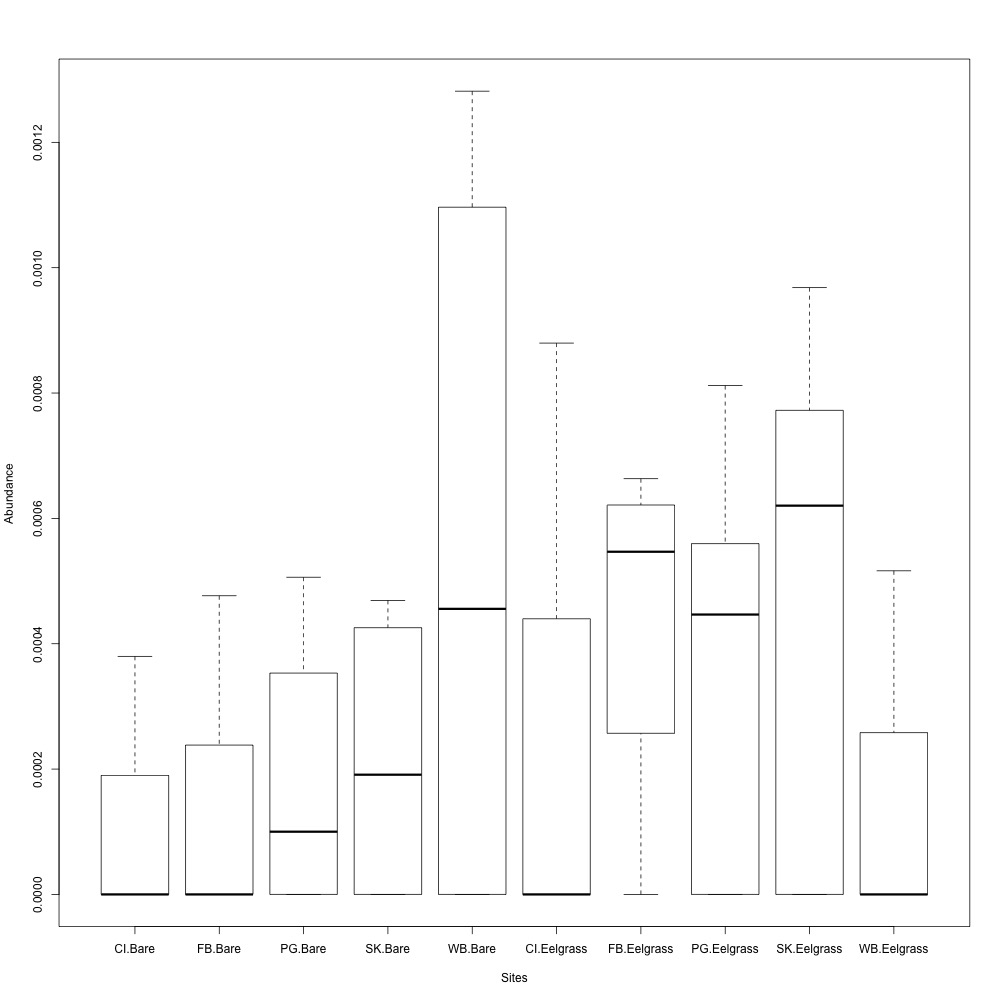 Abundance
0.0012
0.0010
0.0008
0.0006
0.0004
0.0002
0.0000
CI.Bare FB.Bare PG.Bare SK.Bare WB.Bare CI.Eelgrass FB.Eelgrass PG.Eelgrass SK.Eelgrass WB.Eelgrass
Sites